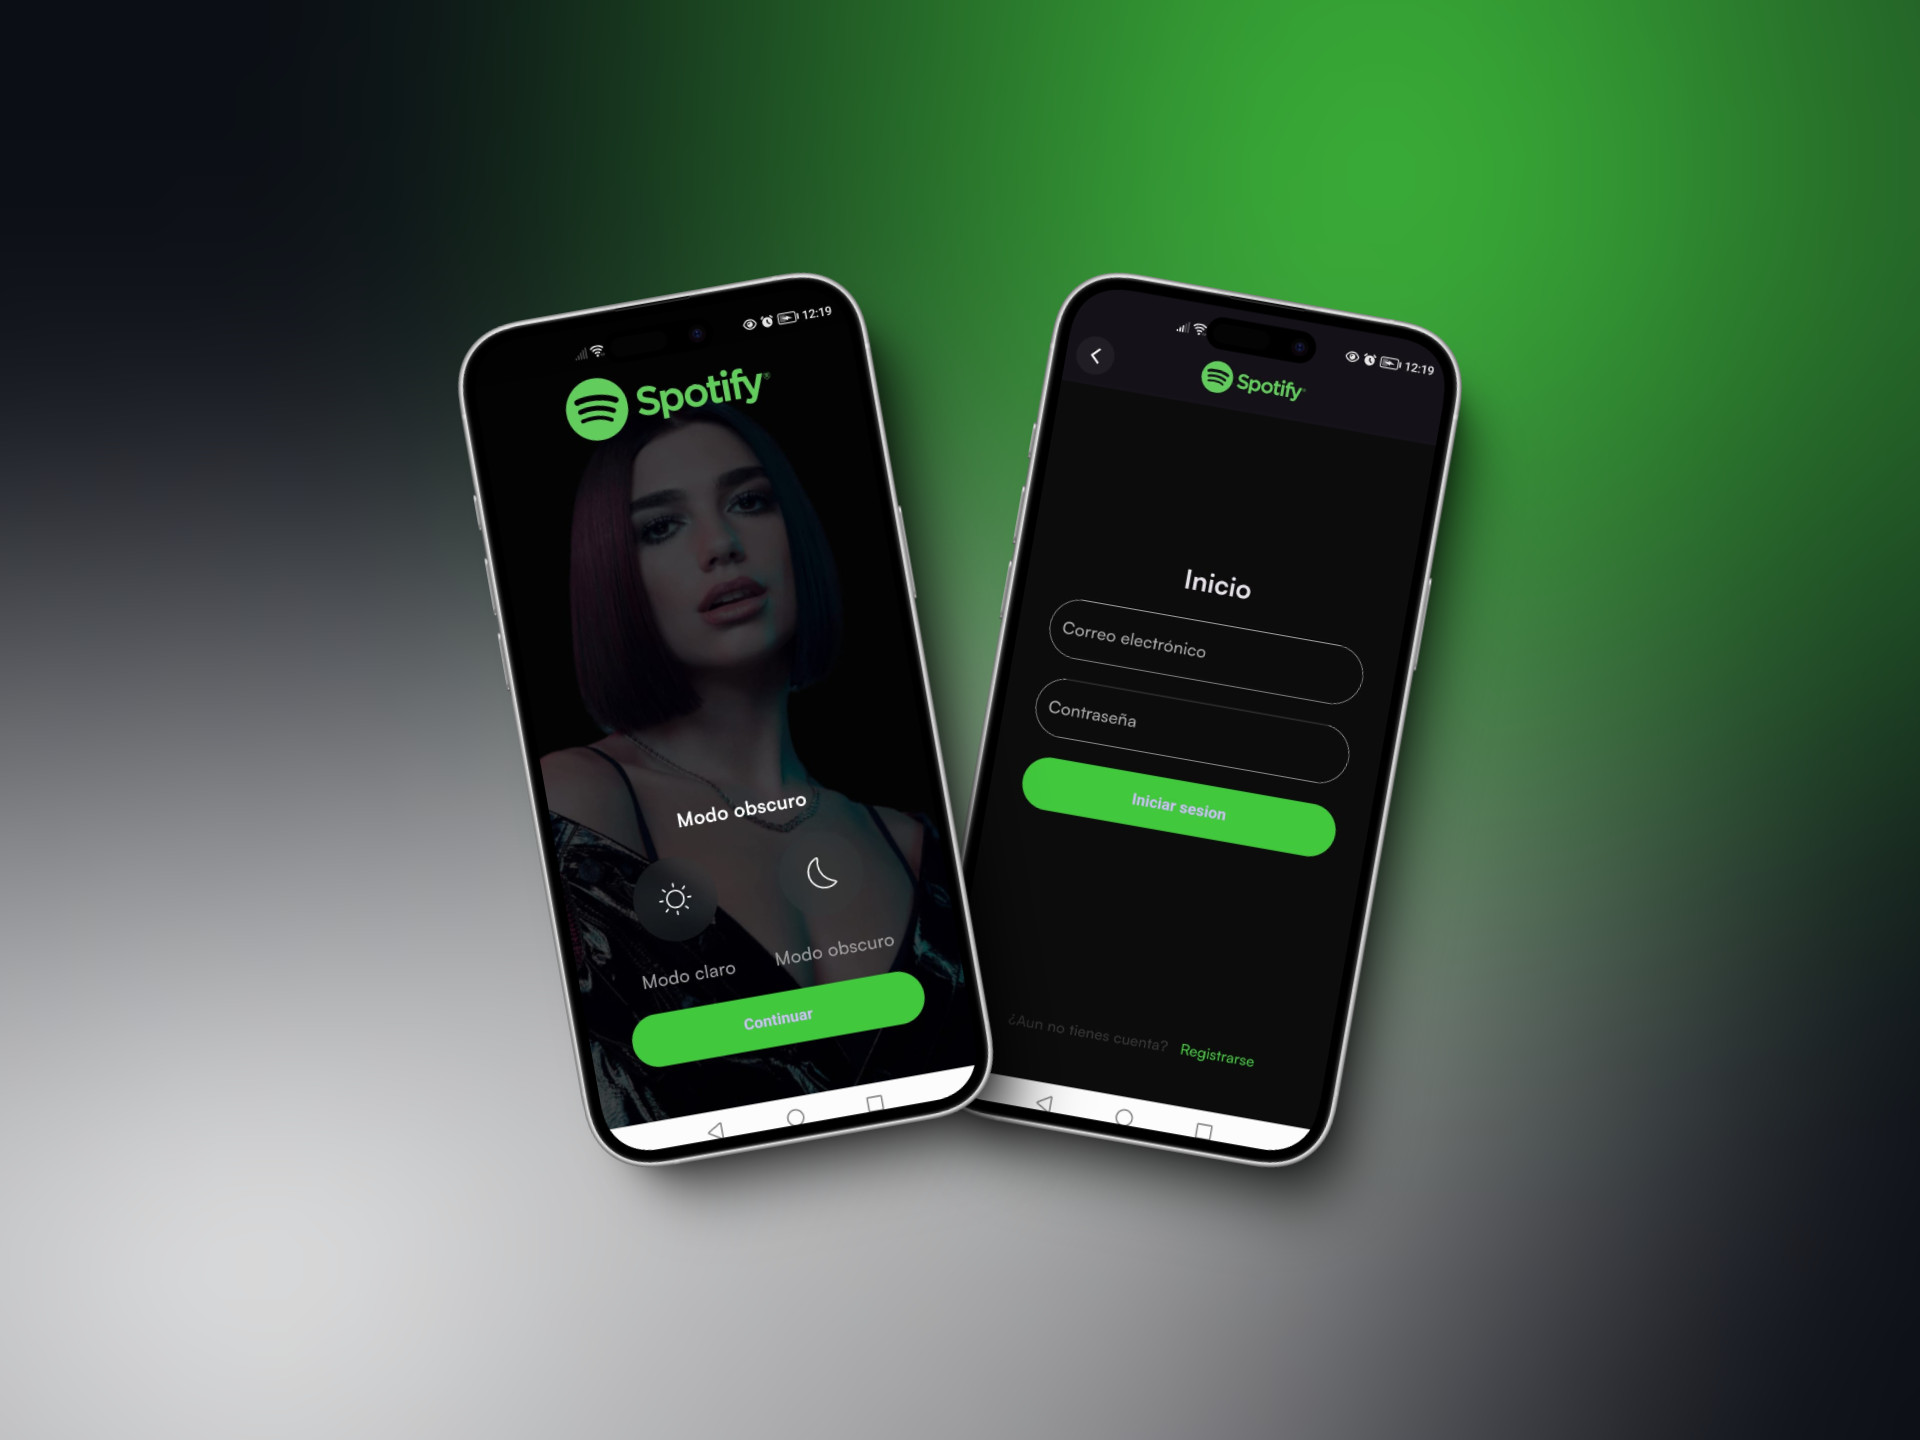 12:19
Spotify®
Modo obscuro
Modo claro
Modo obscuro
Continuar
12:19
Spotify®
Inicio
Correo electrónico
Contraseña
Iniciar sesion
¿Aun no tienes cuenta? Registrarse